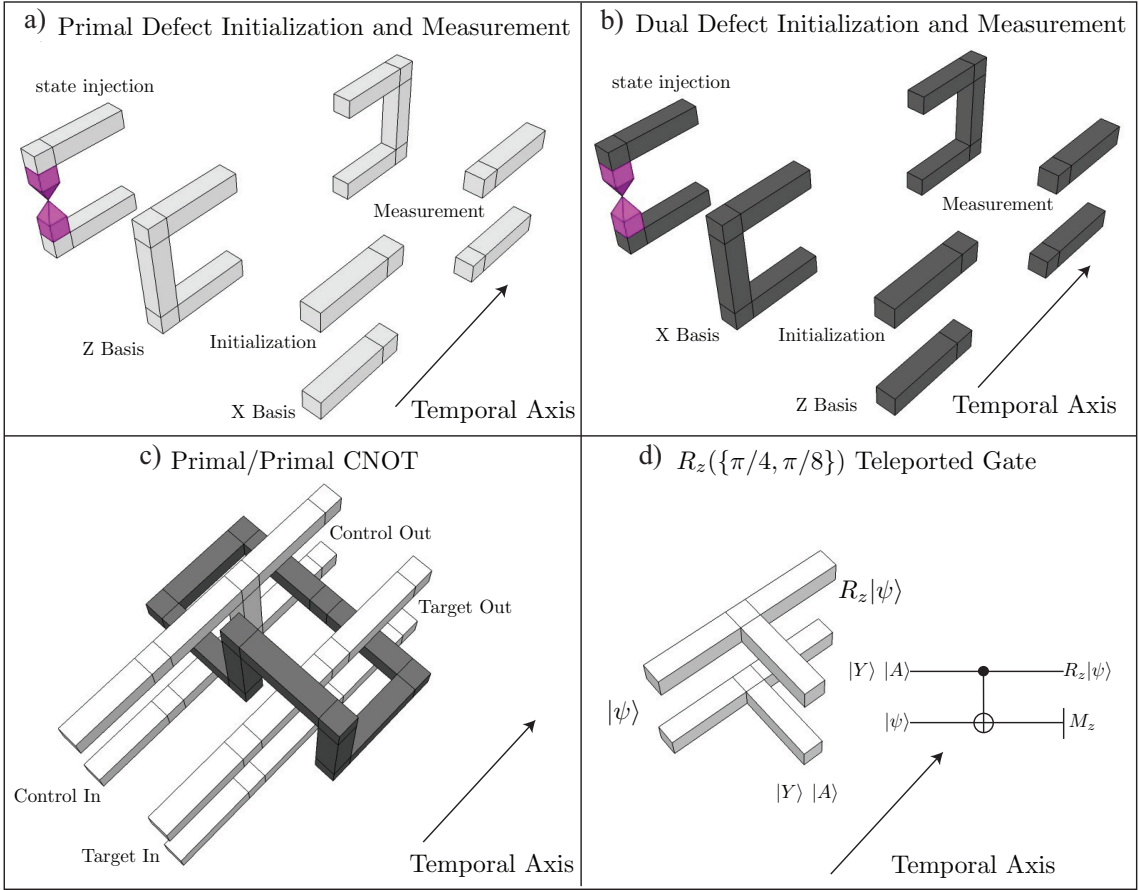 a) Primal Defect Initialization and Measurement
state injection
Measurement
Z Basis
Initialization
X Basis
Temporal Axis
b) Dual Defect Initialization and Measurement
state injection
Measurement
X Basis
Initialization
Z Basis
Temporal Axis
c) Primal/Primal CNOT
Control Out
Target Out
Control In
Target In
Temporal Axis
d) R_z({π/4, π/8}) Teleported Gate
R_z|ψ⟩
|ψ⟩
|Y⟩ |A⟩
|Y⟩ |A⟩ R_z|ψ⟩
|ψ⟩ M_z
Temporal Axis